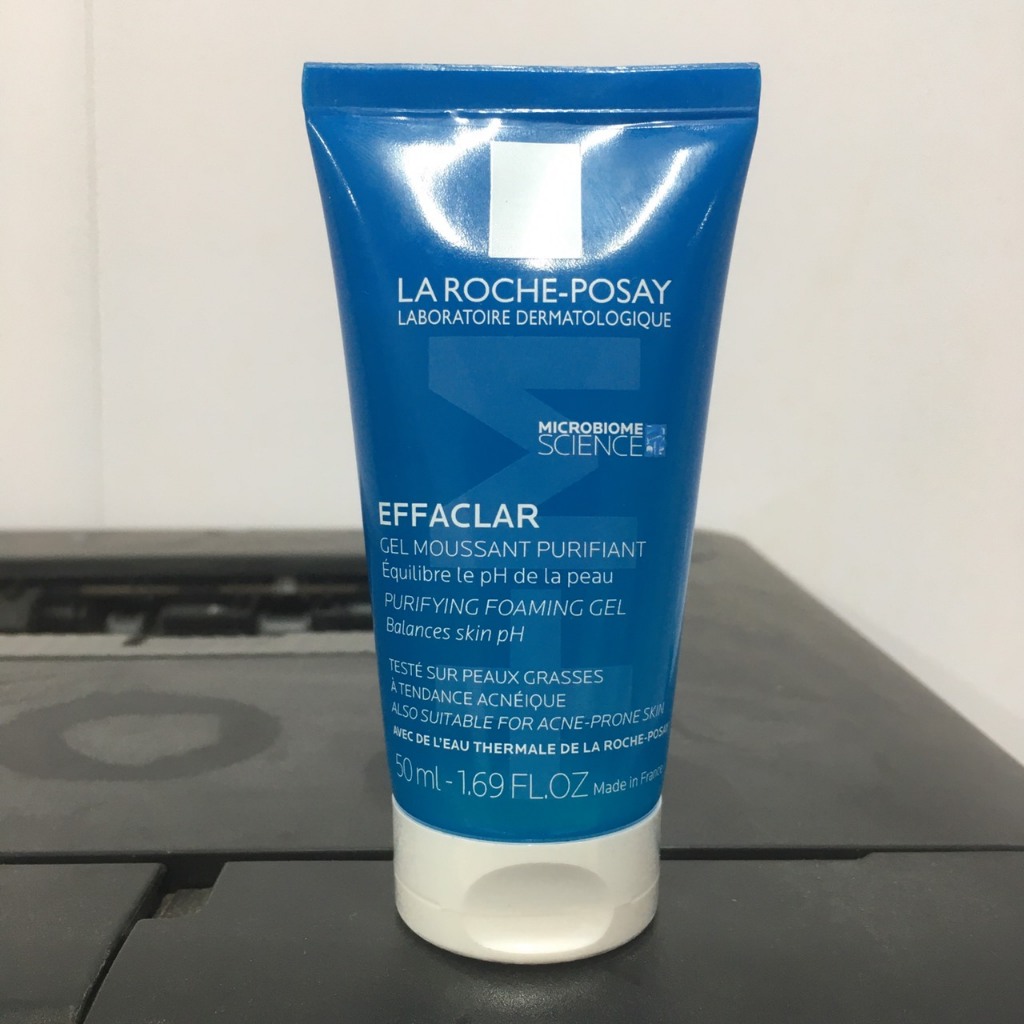 LA ROCHE-POSAY
LABORATOIRE DERMATOLOGIQUE
MICROBIOME
SCIENCE
EFFACLAR
GEL MOUSSANT PURIFIANT
Équilibre le pH de la peau
PURIFYING FOAMING GEL
Balances skin pH
TESTÉ SUR PEAUX GRASSES
À TENDANCE ACNÉIQUE
ALSO SUITABLE FOR ACNE-PRONE SKIN
AVEC DE L'EAU THERMALE DE LA ROCHE-POSAY
50 ml - 1.69 FL.OZ Made in France